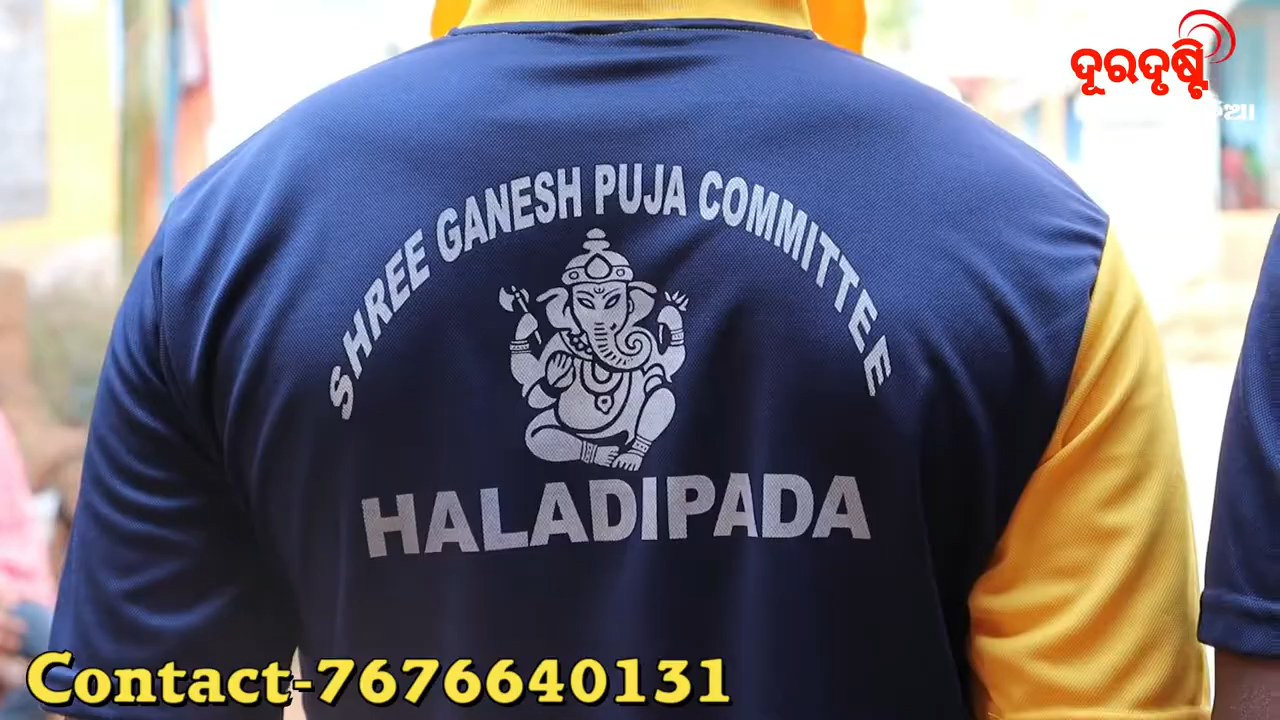 ଦୂରଦୃଷ୍ଟି
SHREE GANESH PUJA COMMITTEE
HALADIPADA
Contact-7676640131